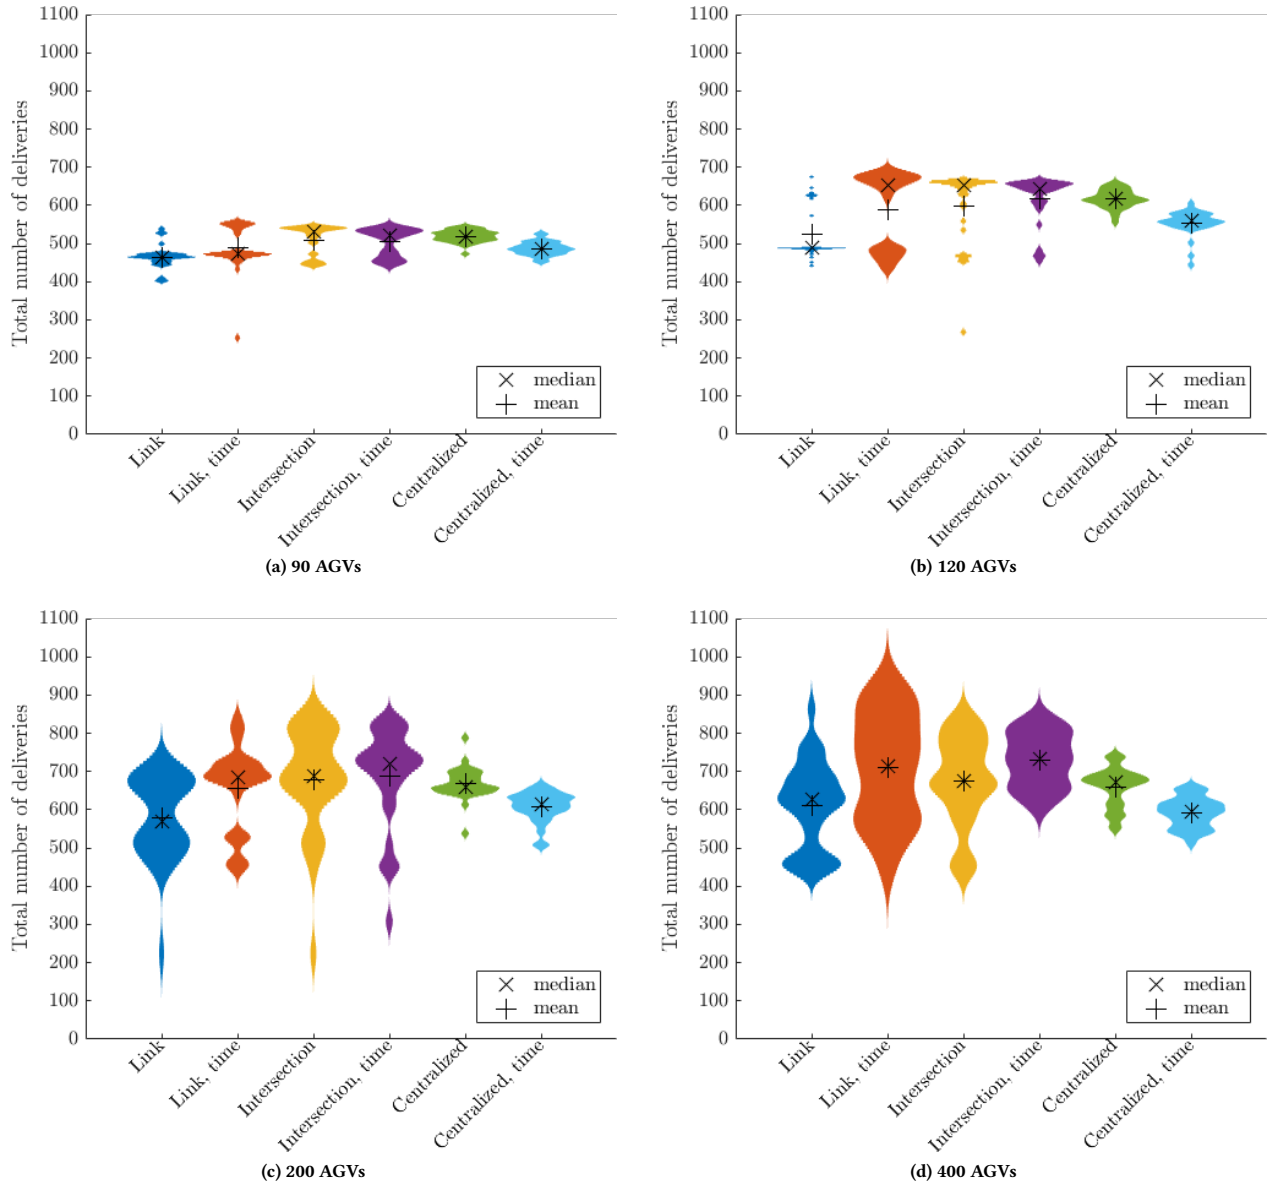 1100
1000
900
800
700
600
500
400
300
200
100
0
Total number of deliveries
median
mean
Link
Link, time
Intersection
Intersection, time
Centralized
Centralized, time
(a) 90 AGVs
1100
1000
900
800
700
600
500
400
300
200
100
0
Total number of deliveries
median
mean
Link
Link, time
Intersection
Intersection, time
Centralized
Centralized, time
(b) 120 AGVs
1100
1000
900
800
700
600
500
400
300
200
100
0
Total number of deliveries
median
mean
Link
Link, time
Intersection
Intersection, time
Centralized
Centralized, time
(c) 200 AGVs
1100
1000
900
800
700
600
500
400
300
200
100
0
Total number of deliveries
median
mean
Link
Link, time
Intersection
Intersection, time
Centralized
Centralized, time
(d) 400 AGVs